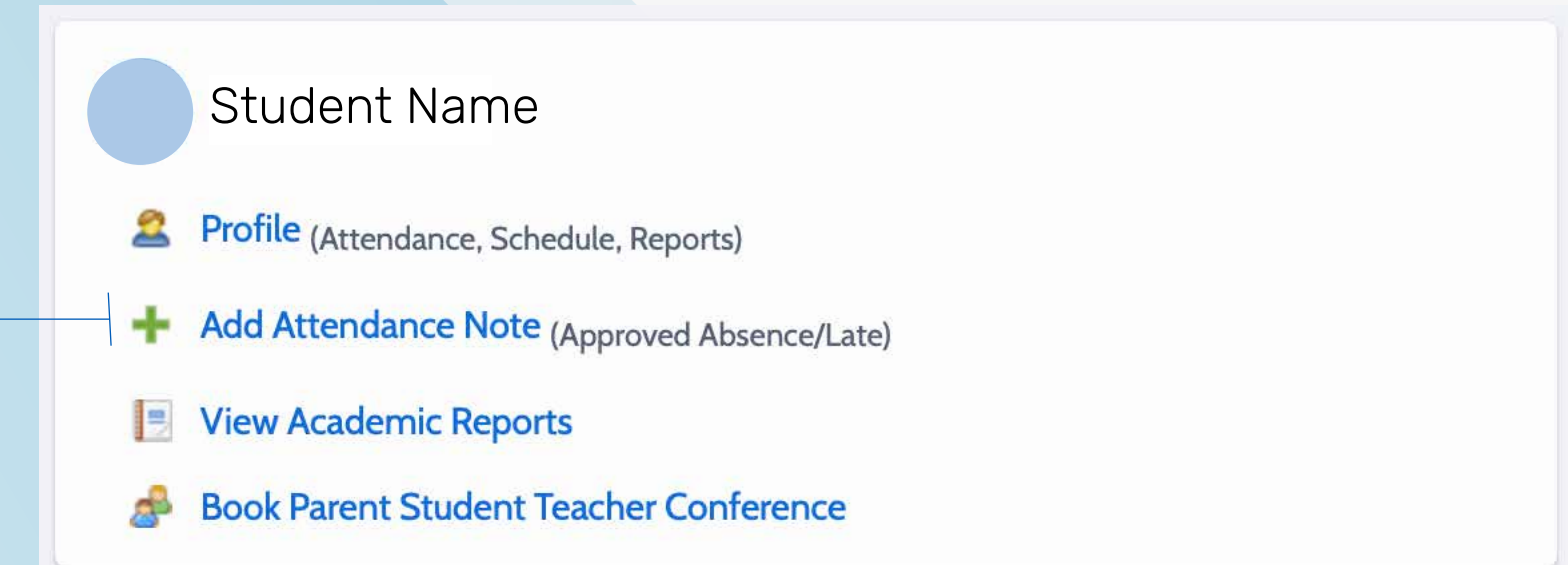 Student Name
Profile (Attendance, Schedule, Reports)
Add Attendance Note (Approved Absence/Late)
View Academic Reports
Book Parent Student Teacher Conference